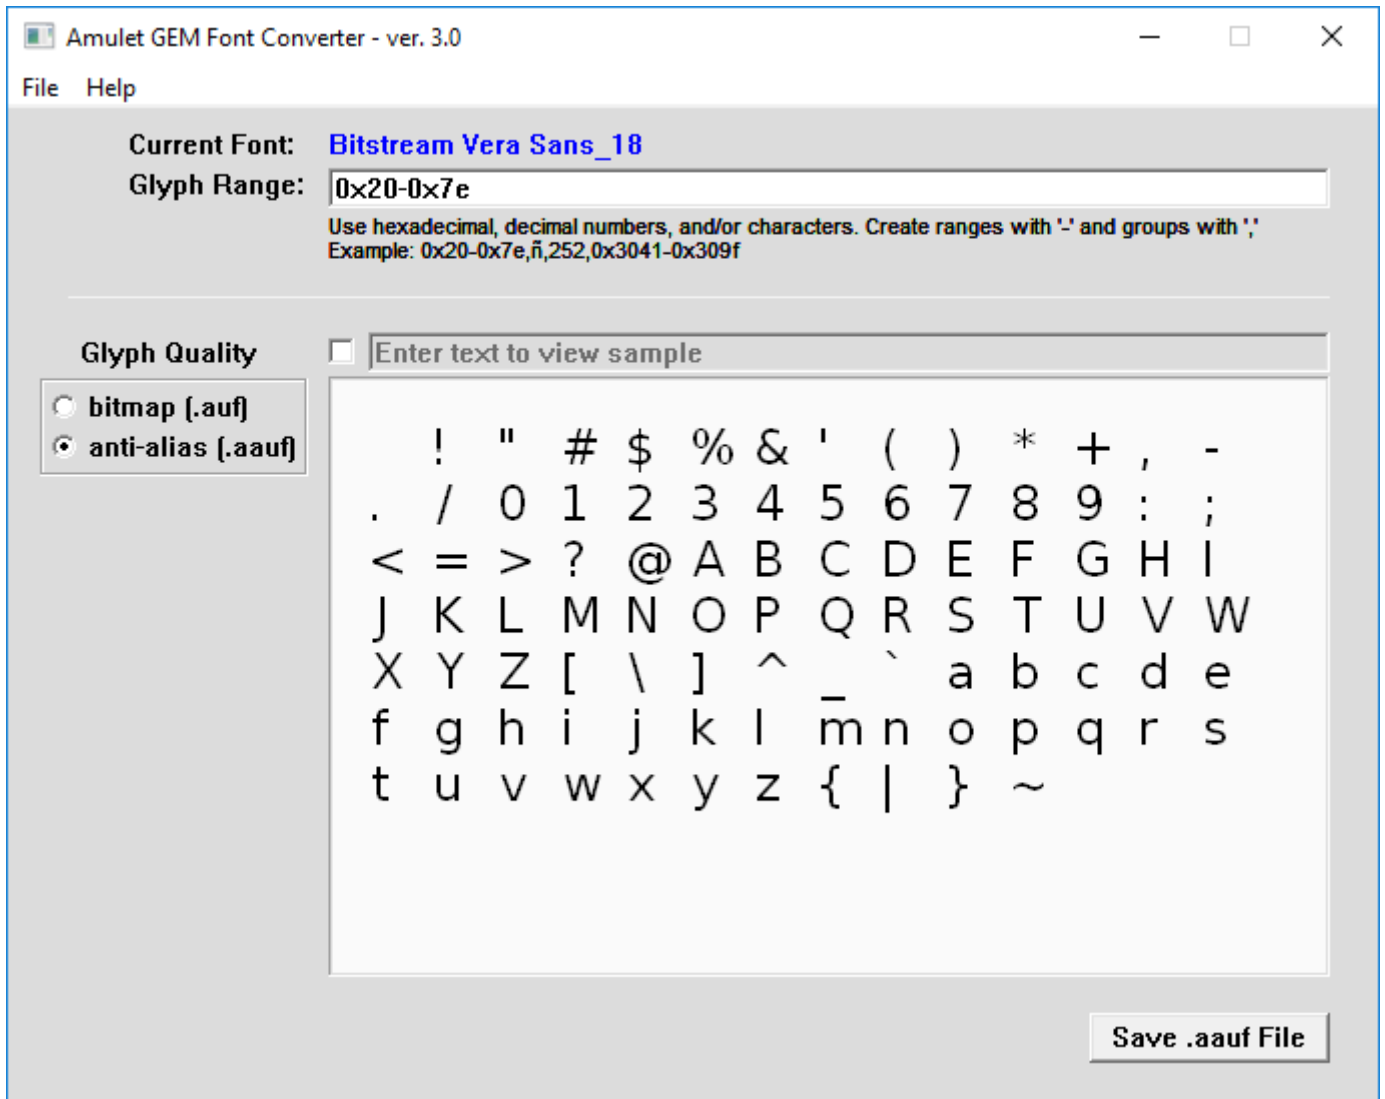 Amulet GEM Font Converter - ver. 3.0
File Help
Current Font: Bitstream Vera Sans_18
Glyph Range: 0x20-0x7e
Use hexadecimal, decimal numbers, and/or characters. Create ranges with '-' and groups with ','
Example: 0x20-0x7e,ñ,252,0x3041-0x309f
Glyph Quality
Enter text to view sample
bitmap (.auf)
anti-alias (.aauf)
! " # $ % & ' ( ) * + , -
. / 0 1 2 3 4 5 6 7 8 9 : ;
< = > ? @ A B C D E F G H I
J K L M N O P Q R S T U V W
X Y Z [ \ ] ^ _ ` a b c d e
f g h i j k l m n o p q r s
t u v w x y z { | } ~
Save .aauf File